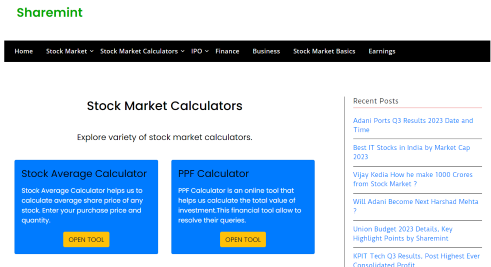 Sharemint
Home Stock Market Stock Market Calculators IPO Finance Business Stock Market Basics Earnings
Stock Market Calculators
Explore variety of stock market calculators.
Stock Average Calculator
Stock Average Calculator helps us to
calculate average share price of any
stock. Enter your purchase price and
quantity.
OPEN TOOL
PPF Calculator
PPF Calculator is an online tool that
helps us calculate the total value of
investment.This financial tool allow to
resolve their queries.
OPEN TOOL
Recent Posts
Adani Ports Q3 Results 2023 Date and
Time
Best IT Stocks in India by Market Cap
2023
Vijay Kedia How he make 1000 Crores
from Stock Market ?
Will Adani Become Next Harshad Mehta
?
Union Budget 2023 Details, Key
Highlight Points by Sharemint
KPIT Tech Q3 Results, Post Highest Ever
Consolidated Profit